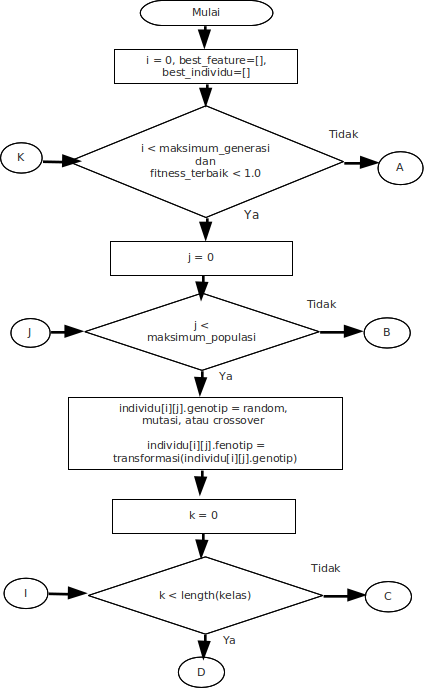 Mulai
i = 0, best_feature=[],
best_individu=[]
Tidak
K
i < maksimum_generasi
dan
fitness_terbaik < 1.0
A
Ya
j = 0
Tidak
J
j <
maksimum_populasi
B
Ya
individu[i][j].genotip = random,
mutasi, atau crossover
individu[i][j].fenotip =
transformasi(individu[i][j].genotip)
k = 0
Tidak
I
k < length(kelas)
C
Ya
D